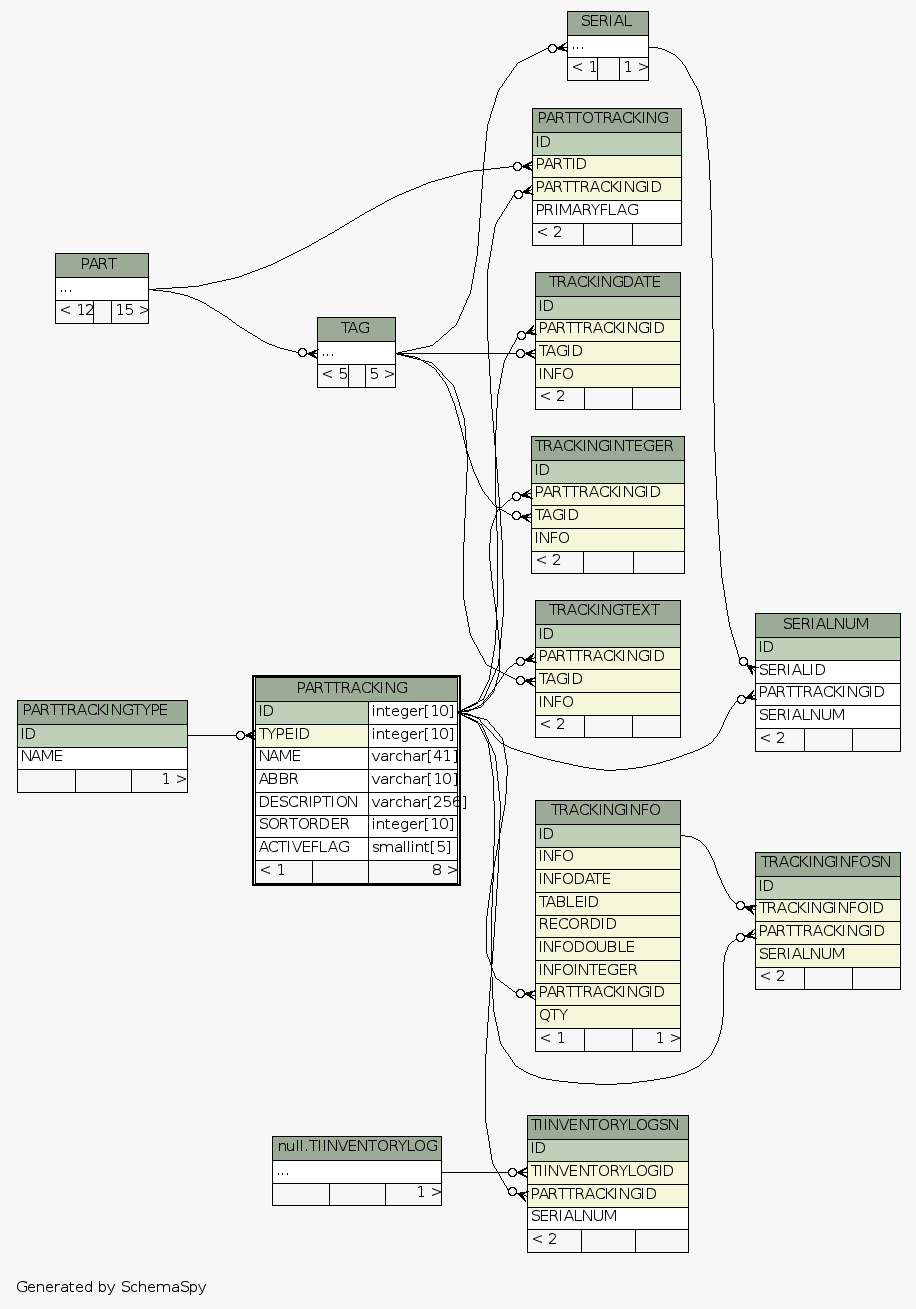 SERIAL
...
< 1 1 >
PARTTOTRACKING
ID
PARTID
PARTTRACKINGID
PRIMARYFLAG
< 2
PART
...
< 12 15 >
TRACKINGDATE
ID
PARTTRACKINGID
TAGID
INFO
< 2
TAG
...
< 5 5 >
TRACKINGINTEGER
ID
PARTTRACKINGID
TAGID
INFO
< 2
TRACKINGTEXT
ID
PARTTRACKINGID
TAGID
INFO
< 2
SERIALNUM
ID
SERIALID
PARTTRACKINGID
SERIALNUM
< 2
PARTTRACKINGTYPE
ID
NAME
1 >
PARTTRACKING
ID integer[10]
TYPEID integer[10]
NAME varchar[41]
ABBR varchar[10]
DESCRIPTION varchar[256]
SORTORDER integer[10]
ACTIVEFLAG smallint[5]
< 1 8 >
TRACKINGINFO
ID
INFO
INFODATE
TABLEID
RECORDID
INFODOUBLE
INFOINTEGER
PARTTRACKINGID
QTY
< 1 1 >
TRACKINGINFOSN
ID
TRACKINGINFOID
PARTTRACKINGID
SERIALNUM
< 2
null.TIINVENTORYLOG
...
1 >
TIINVENTORYLOGSN
ID
TIINVENTORYLOGID
PARTTRACKINGID
SERIALNUM
< 2
Generated by SchemaSpy